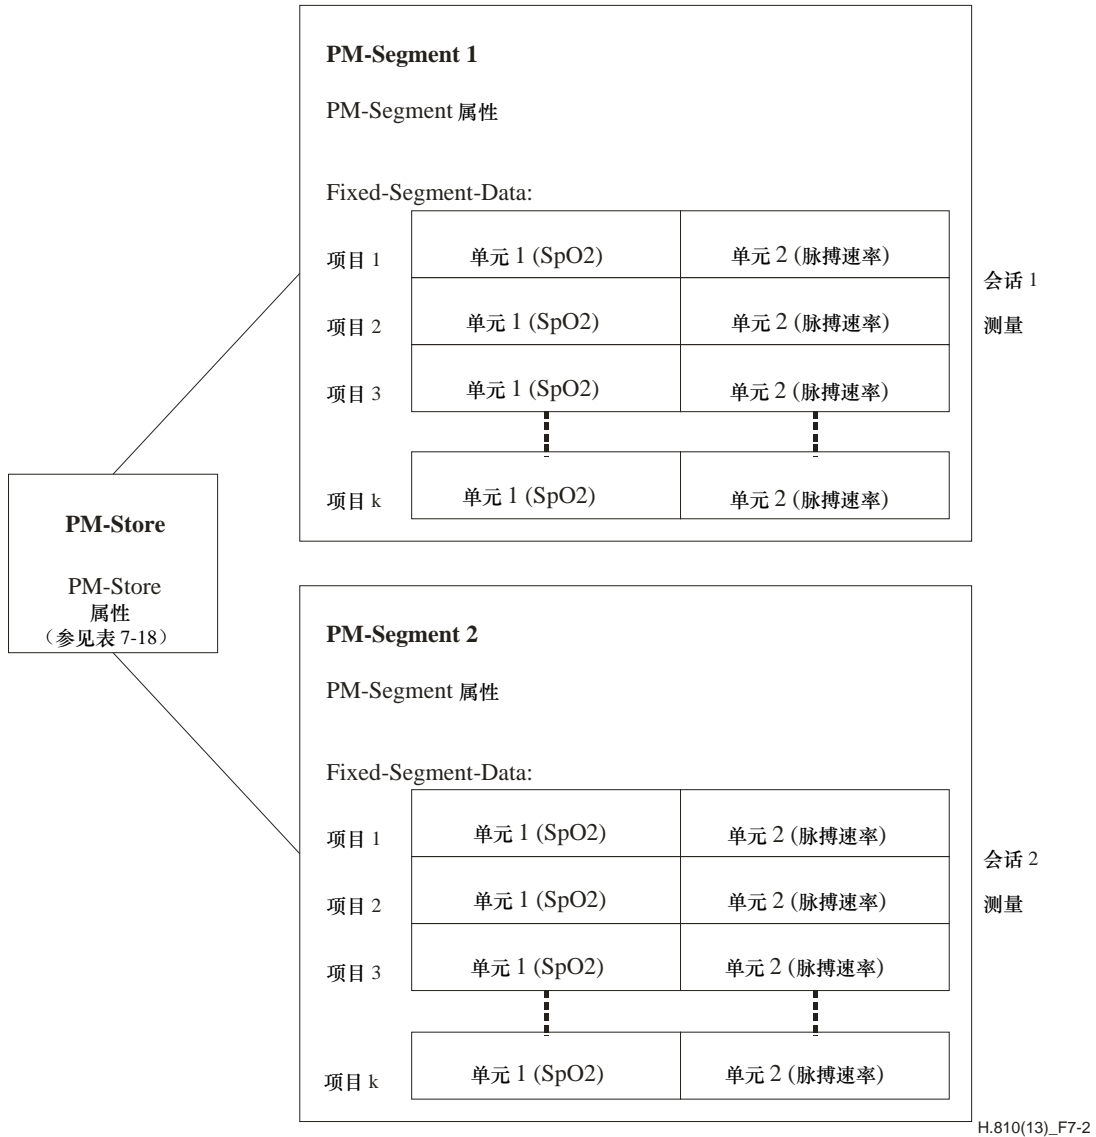 PM-Segment 1
PM-Segment 属性
Fixed-Segment-Data:
项目 1 单元 1 (SpO2) 单元 2 (脉搏速率)
项目 2 单元 1 (SpO2) 单元 2 (脉搏速率)
项目 3 单元 1 (SpO2) 单元 2 (脉搏速率)
项目 k 单元 1 (SpO2) 单元 2 (脉搏速率)
会话 1
测量
PM-Store
PM-Store
属性
（参见表 7-18）
PM-Segment 2
PM-Segment 属性
Fixed-Segment-Data:
项目 1 单元 1 (SpO2) 单元 2 (脉搏速率)
项目 2 单元 1 (SpO2) 单元 2 (脉搏速率)
项目 3 单元 1 (SpO2) 单元 2 (脉搏速率)
项目 k 单元 1 (SpO2) 单元 2 (脉搏速率)
会话 2
测量
H.810(13)_F7-2